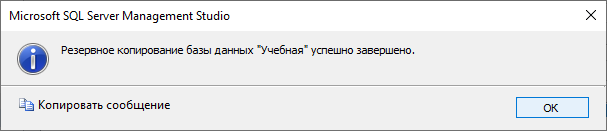 Microsoft SQL Server Management Studio
Резервное копирование базы данных "Учебная" успешно завершено.
Копировать сообщение
OK